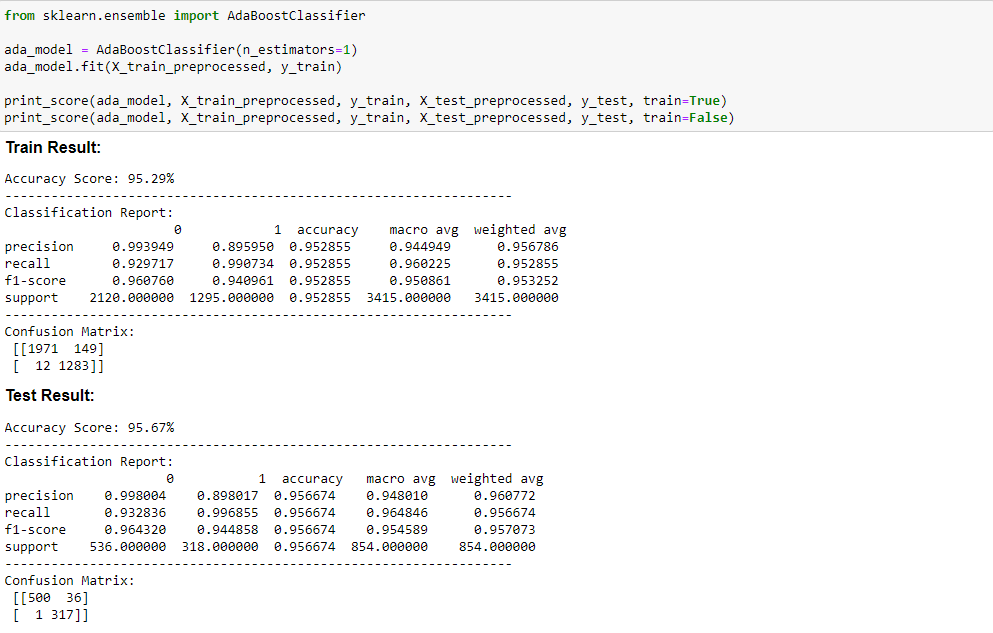 from sklearn.ensemble import AdaBoostClassifier
ada_model = AdaBoostClassifier(n_estimators=1)
ada_model.fit(X_train_preprocessed, y_train)
print_score(ada_model, X_train_preprocessed, y_train, X_test_preprocessed, y_test, train=True)
print_score(ada_model, X_train_preprocessed, y_train, X_test_preprocessed, y_test, train=False)
Train Result:
Accuracy Score: 95.29%
------------------------------------------------------------------
Classification Report:
0 1 accuracy macro avg weighted avg
precision 0.993949 0.895950 0.952855 0.944949 0.956786
recall 0.929717 0.990734 0.952855 0.960225 0.952855
f1-score 0.960760 0.940961 0.952855 0.950861 0.953252
support 2120.000000 1295.000000 0.952855 3415.000000 3415.000000
------------------------------------------------------------------
Confusion Matrix:
[[1971 149]
[ 12 1283]]
Test Result:
Accuracy Score: 95.67%
------------------------------------------------------------------
Classification Report:
0 1 accuracy macro avg weighted avg
precision 0.998004 0.898017 0.956674 0.948010 0.960772
recall 0.932836 0.996855 0.956674 0.964846 0.956674
f1-score 0.964320 0.944858 0.956674 0.954589 0.957073
support 536.000000 318.000000 0.956674 854.000000 854.000000
------------------------------------------------------------------
Confusion Matrix:
[[500 36]
[ 1 317]]